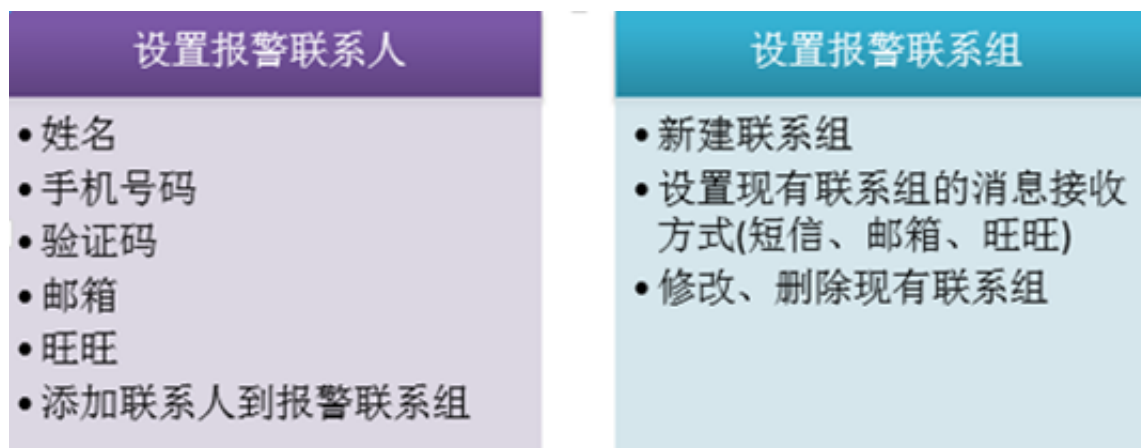 设置报警联系人
• 姓名
• 手机号码
• 验证码
• 邮箱
• 旺旺
• 添加联系人到报警联系组
设置报警联系组
• 新建联系组
• 设置现有联系组的消息接收
方式(短信、邮箱、旺旺)
• 修改、删除现有联系组